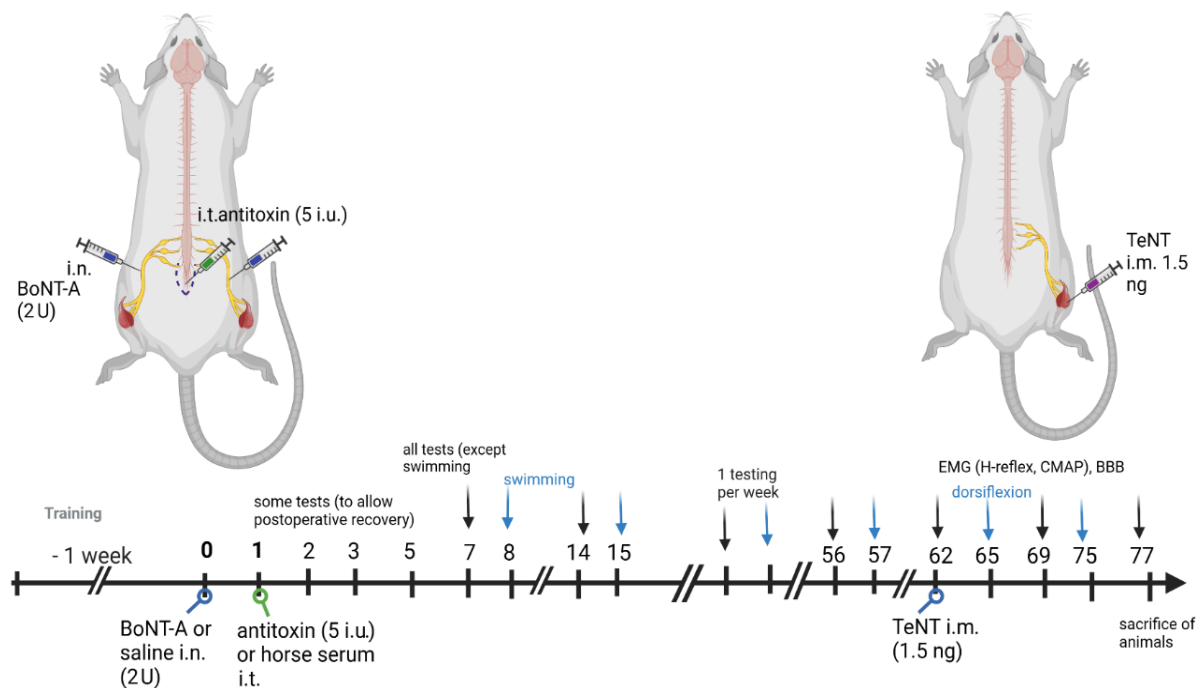 i.t.antitoxin (5 i.u.)
i.n.
BoNT-A
(2U)
TeNT
i.m. 1.5
ng
all tests (except
swimming
swimming
some tests (to allow
postoperative recovery)
1 testing
per week
EMG (H-reflex, CMAP), BBB
dorsiflexion
Training
- 1 week
0
1
2
3
5
7
8
14
15
56
57
62
65
69
75
77
BoNT-A or
saline i.n.
(2U)
antitoxin (5 i.u.)
or horse serum
i.t.
TeNT i.m.
(1.5 ng)
sacrifice of
animals